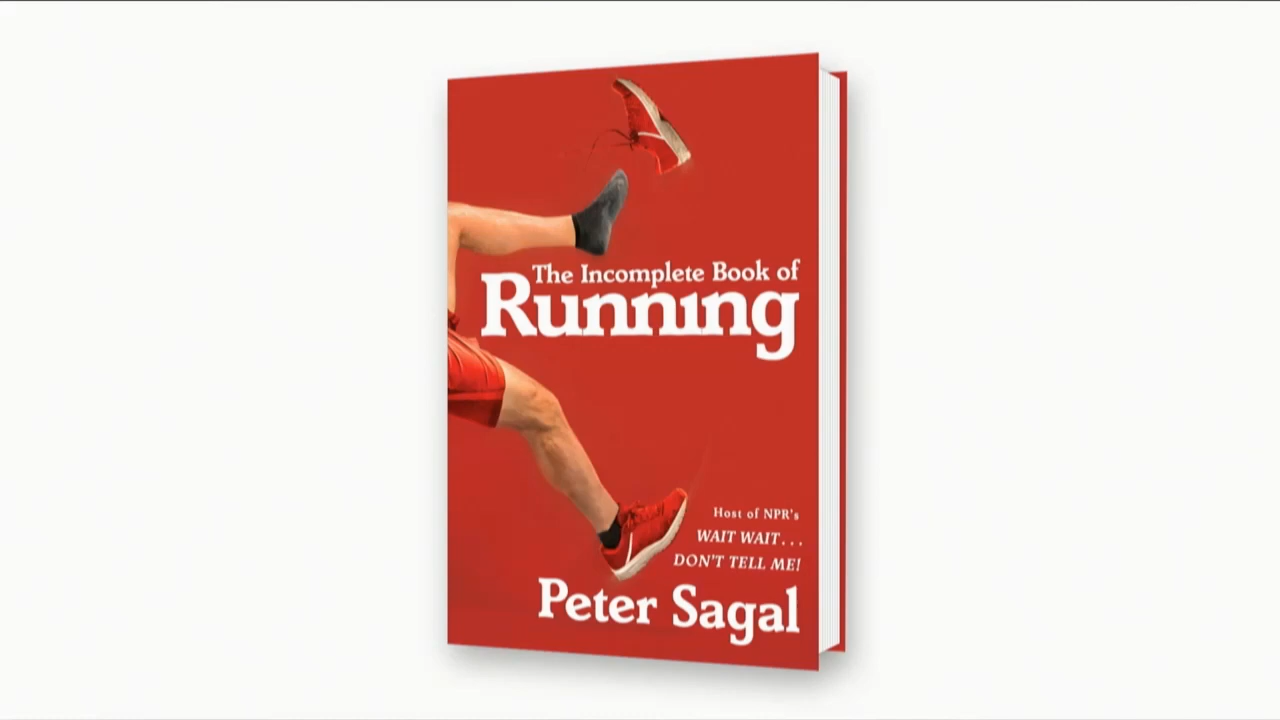 The Incomplete Book of
Running
Host of NPR's
WAIT WAIT...
DON'T TELL ME!
Peter Sagal